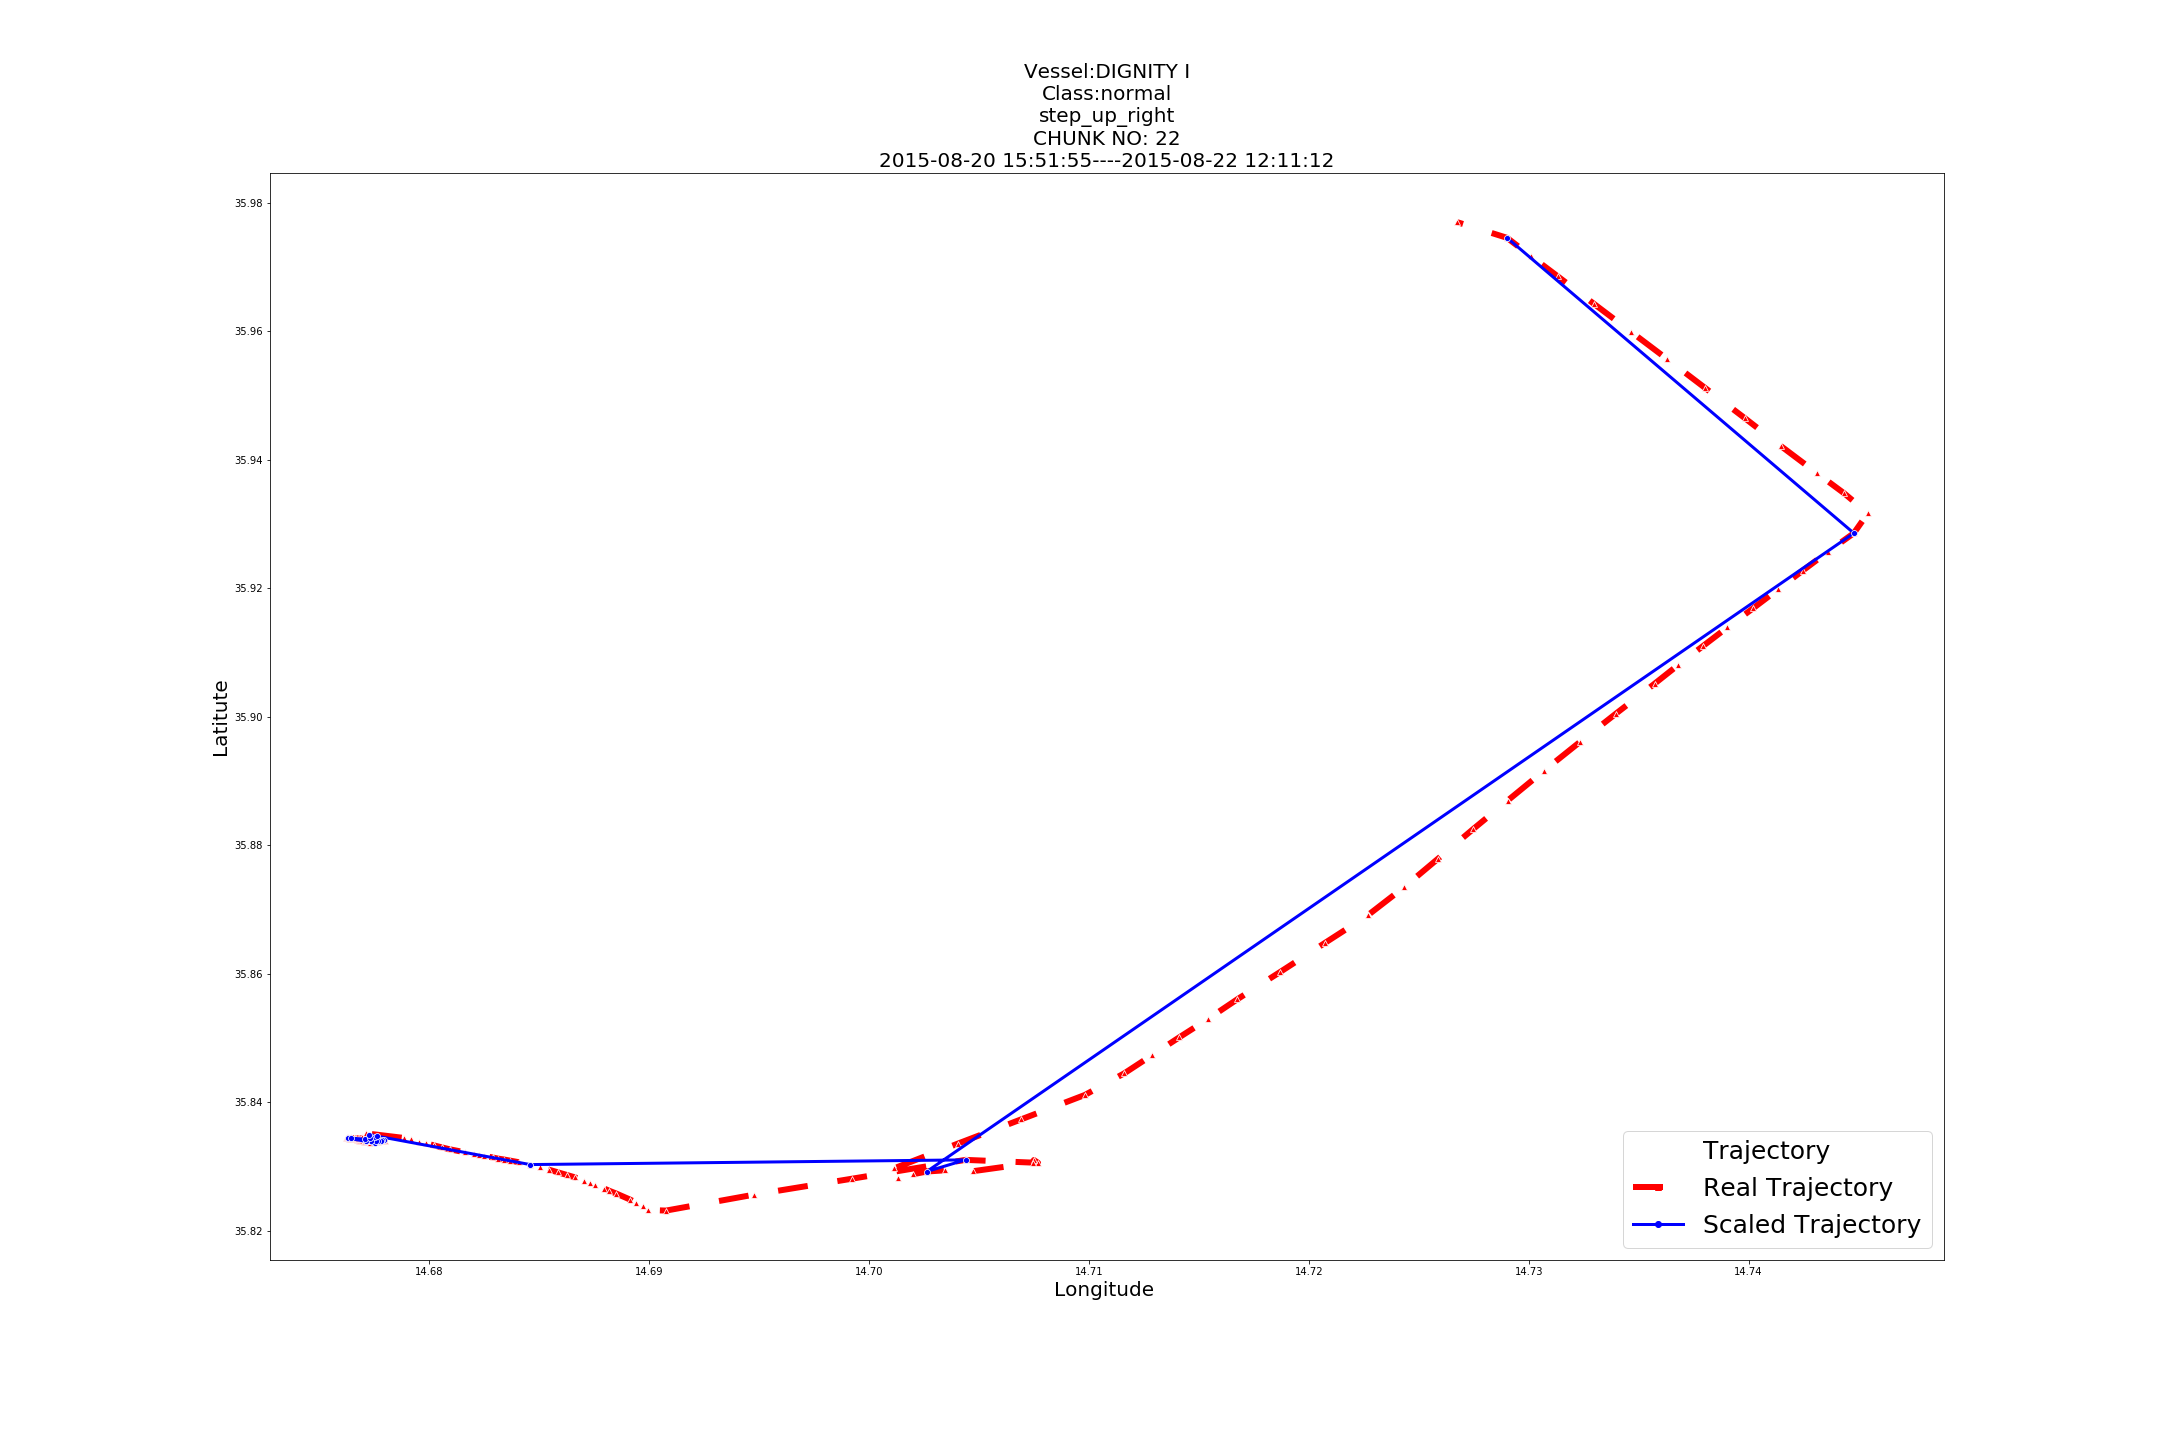 Vessel:DIGNITY I
Class:normal
step_up_right
CHUNK NO: 22
2015-08-20 15:51:55----2015-08-22 12:11:12
Latitute
35.98
35.96
35.94
35.92
35.90
35.88
35.86
35.84
35.82
14.68
14.69
14.70
14.71
14.72
14.73
14.74
Longitude
Trajectory
Real Trajectory
Scaled Trajectory